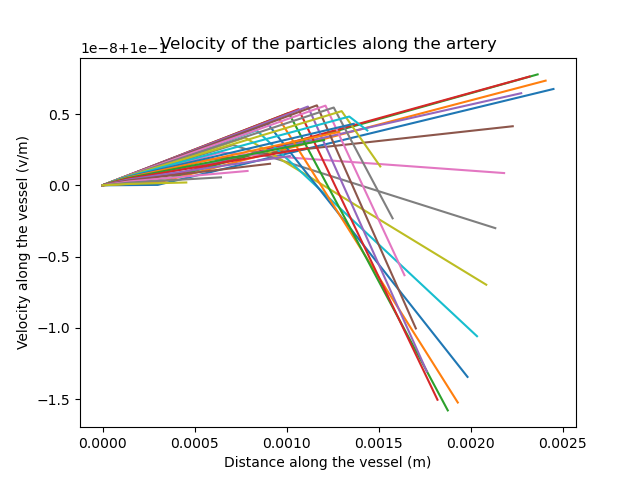 Velocity of the particles along the artery
1e−8+1e−1
0.5
0.0
−0.5
−1.0
−1.5
Velocity along the vessel (v/m)
0.0000 0.0005 0.0010 0.0015 0.0020 0.0025
Distance along the vessel (m)